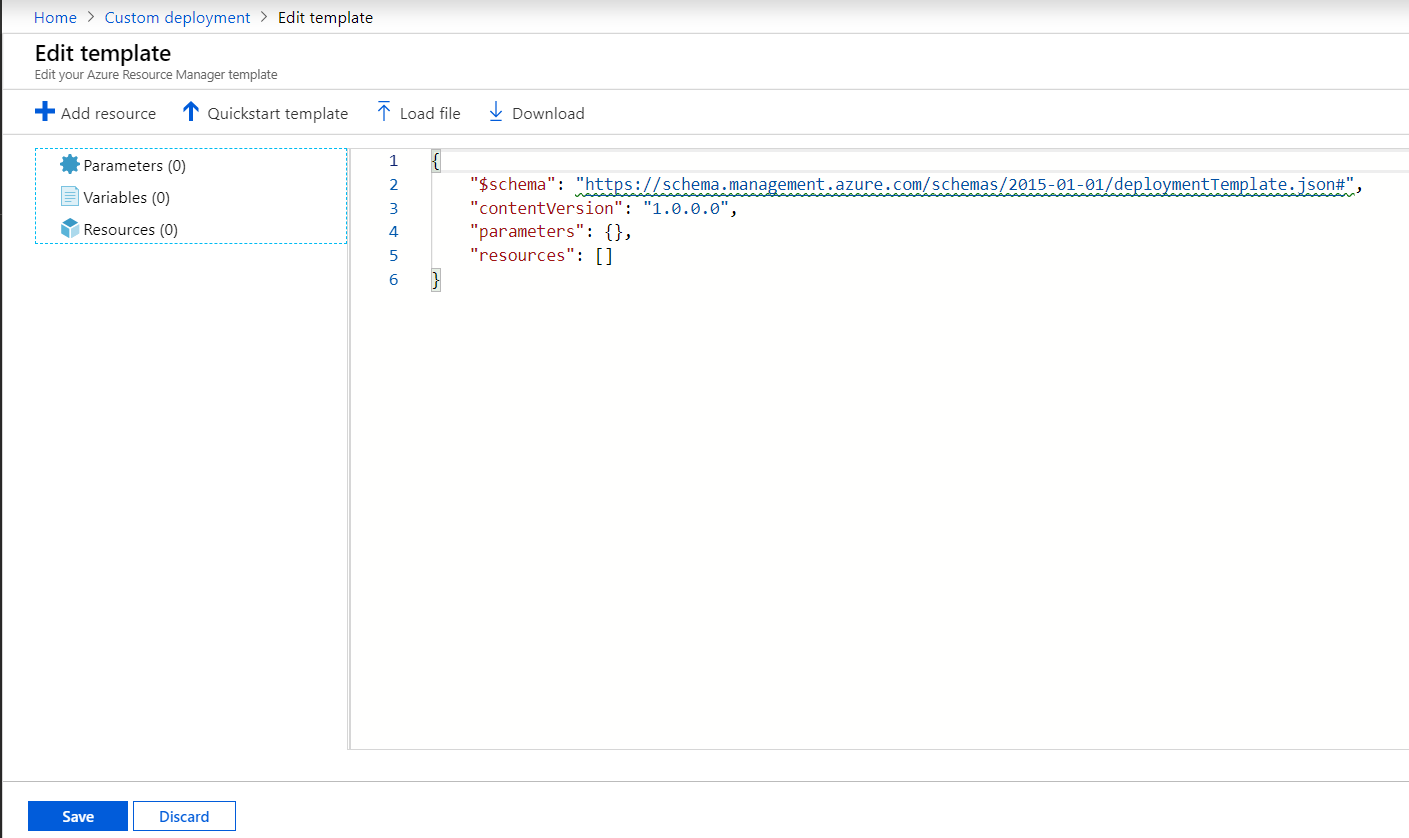 Home > Custom deployment > Edit template
Edit template
Edit your Azure Resource Manager template
Add resource Quickstart template Load file Download
Parameters (0)
Variables (0)
Resources (0)
1 {
2 "$schema": "https://schema.management.azure.com/schemas/2015-01-01/deploymentTemplate.json#",
3 "contentVersion": "1.0.0.0",
4 "parameters": {},
5 "resources": []
6 }
Save Discard